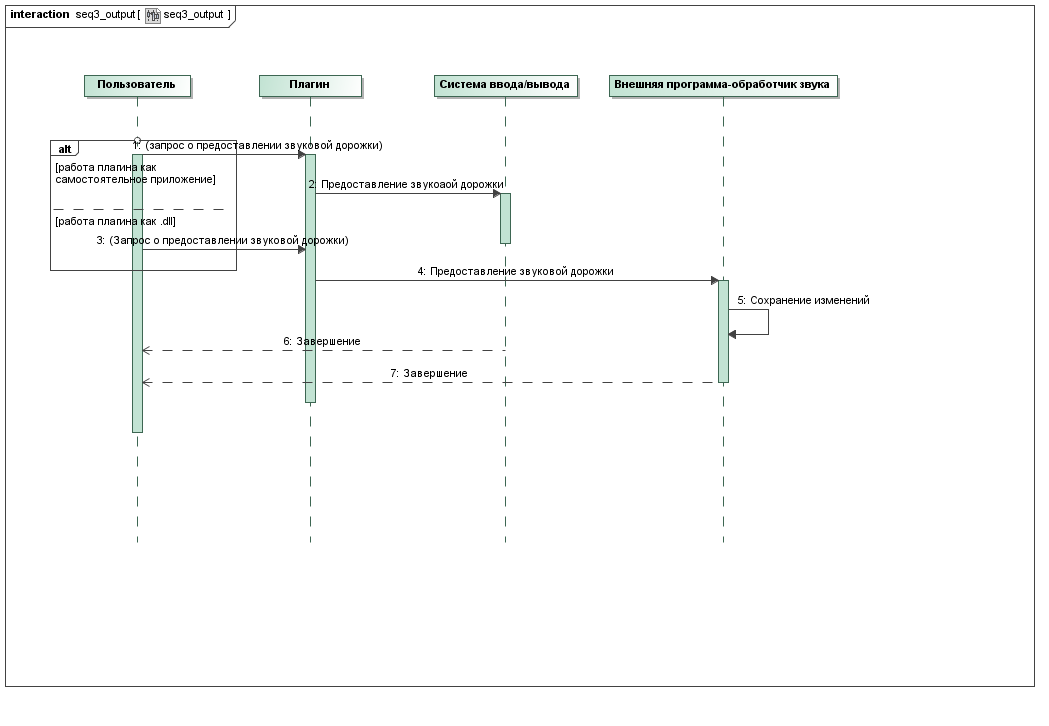 interaction seq3_output [ seq3_output ]
Пользователь
Плагин
Система ввода/вывода
Внешняя программа-обработчик звука
alt
1: (запрос о предоставлении звуковой дорожки)
[работа плагина как
самостоятельное приложение]
2: Предоставление звукоаой дорожки
[работа плагина как .dll]
3: (Запрос о предоставлении звуковой дорожки)
4: Предоставление звуковой дорожки
5: Сохранение изменений
6: Завершение
7: Завершение